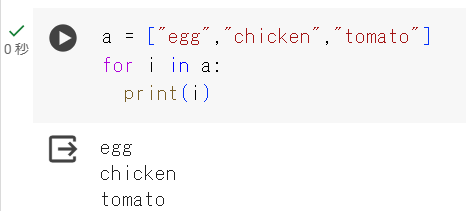 a = ["egg","chicken","tomato"]
0 秒
for i in a:
  print(i)
egg
chicken
tomato